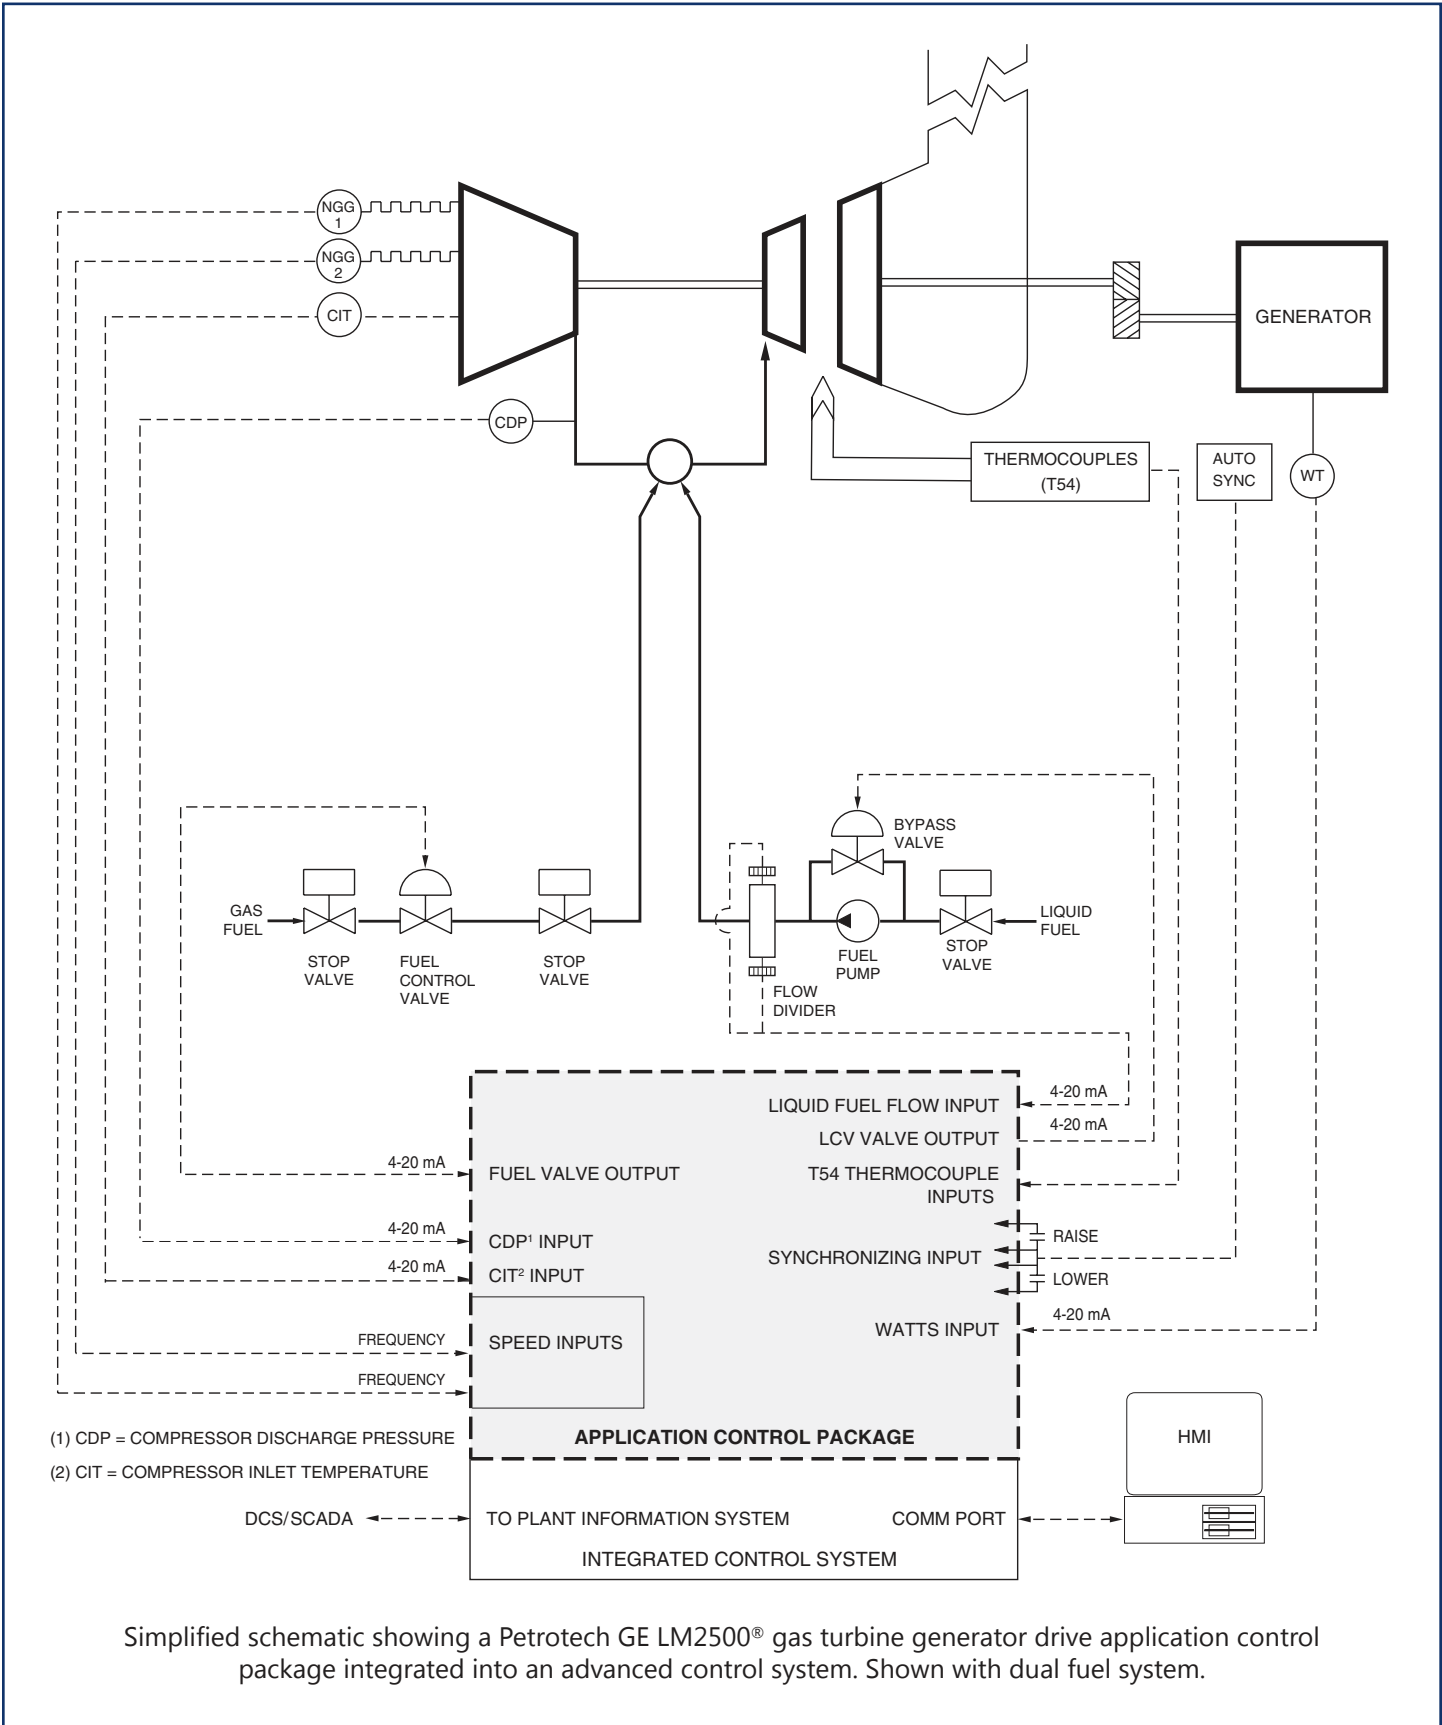 NGG
1
NGG
2
CIT
CDP
GENERATOR
THERMOCOUPLES
(T54)
AUTO
SYNC
WT
BYPASS
VALVE
GAS
FUEL
LIQUID
FUEL
STOP
VALVE
FUEL
CONTROL
VALVE
STOP
VALVE
FUEL
PUMP
STOP
VALVE
FLOW
DIVIDER
LIQUID FUEL FLOW INPUT
4-20 mA
LCV VALVE OUTPUT
4-20 mA
4-20 mA
FUEL VALVE OUTPUT
T54 THERMOCOUPLE
INPUTS
4-20 mA
CDP¹ INPUT
4-20 mA
CIT² INPUT
SYNCHRONIZING INPUT
RAISE
LOWER
WATTS INPUT
4-20 mA
FREQUENCY
SPEED INPUTS
FREQUENCY
(1) CDP = COMPRESSOR DISCHARGE PRESSURE
APPLICATION CONTROL PACKAGE
HMI
(2) CIT = COMPRESSOR INLET TEMPERATURE
DCS/SCADA
TO PLANT INFORMATION SYSTEM
COMM PORT
INTEGRATED CONTROL SYSTEM
Simplified schematic showing a Petrotech GE LM2500® gas turbine generator drive application control
package integrated into an advanced control system. Shown with dual fuel system.